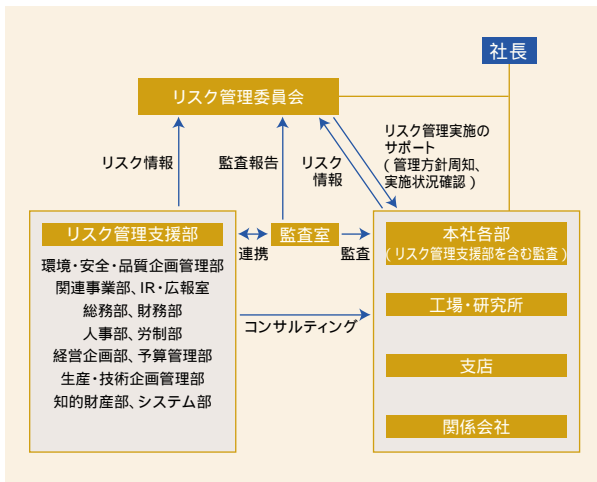 社長
リスク管理委員会
リスク管理実施の
サポート
(管理方針周知、
実施状況確認)
リスク情報
監査報告
リスク
情報
リスク管理支援部
環境・安全・品質企画管理部
関連事業部、IR・広報室
総務部、財務部
人事部、労制部
経営企画部、予算管理部
生産・技術企画管理部
知的財産部、システム部
連携
監査室
監査
コンサルティング
本社各部
(リスク管理支援部を含む監査)
工場・研究所
支店
関係会社